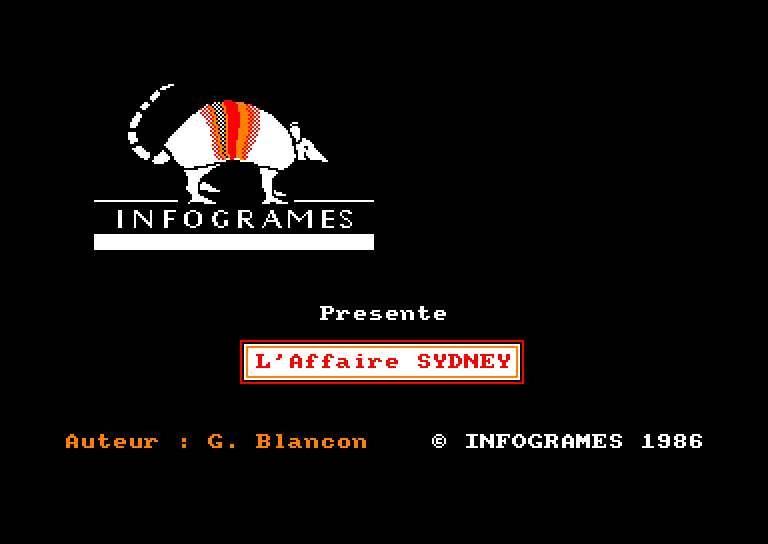 INFOGRAMES
Presente
L'Affaire SYDNEY
Auteur : G. Blancon © INFOGRAMES 1986